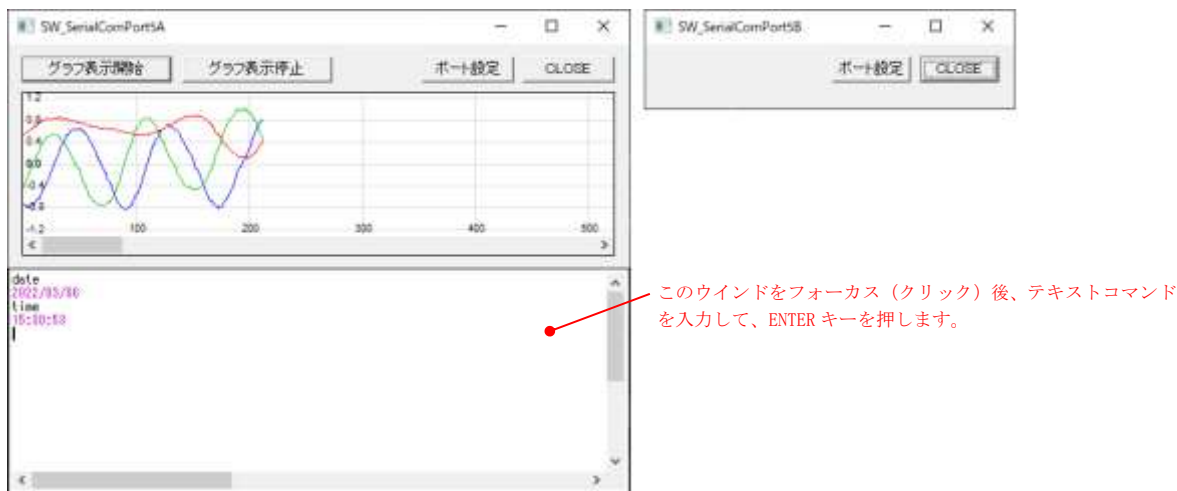 SW_SerialComPort5A
SW_SerialComPort5B
グラフ表示開始
グラフ表示停止
ポート設定
CLOSE
ポート設定
CLOSE
1.2
0.8
0.4
0.0
-0.4
-0.8
-1.2
100
200
300
400
500
date
2022/03/06
time
このウインドをフォーカス（クリック）後、テキストコマンド
を入力して、ENTER キーを押します。